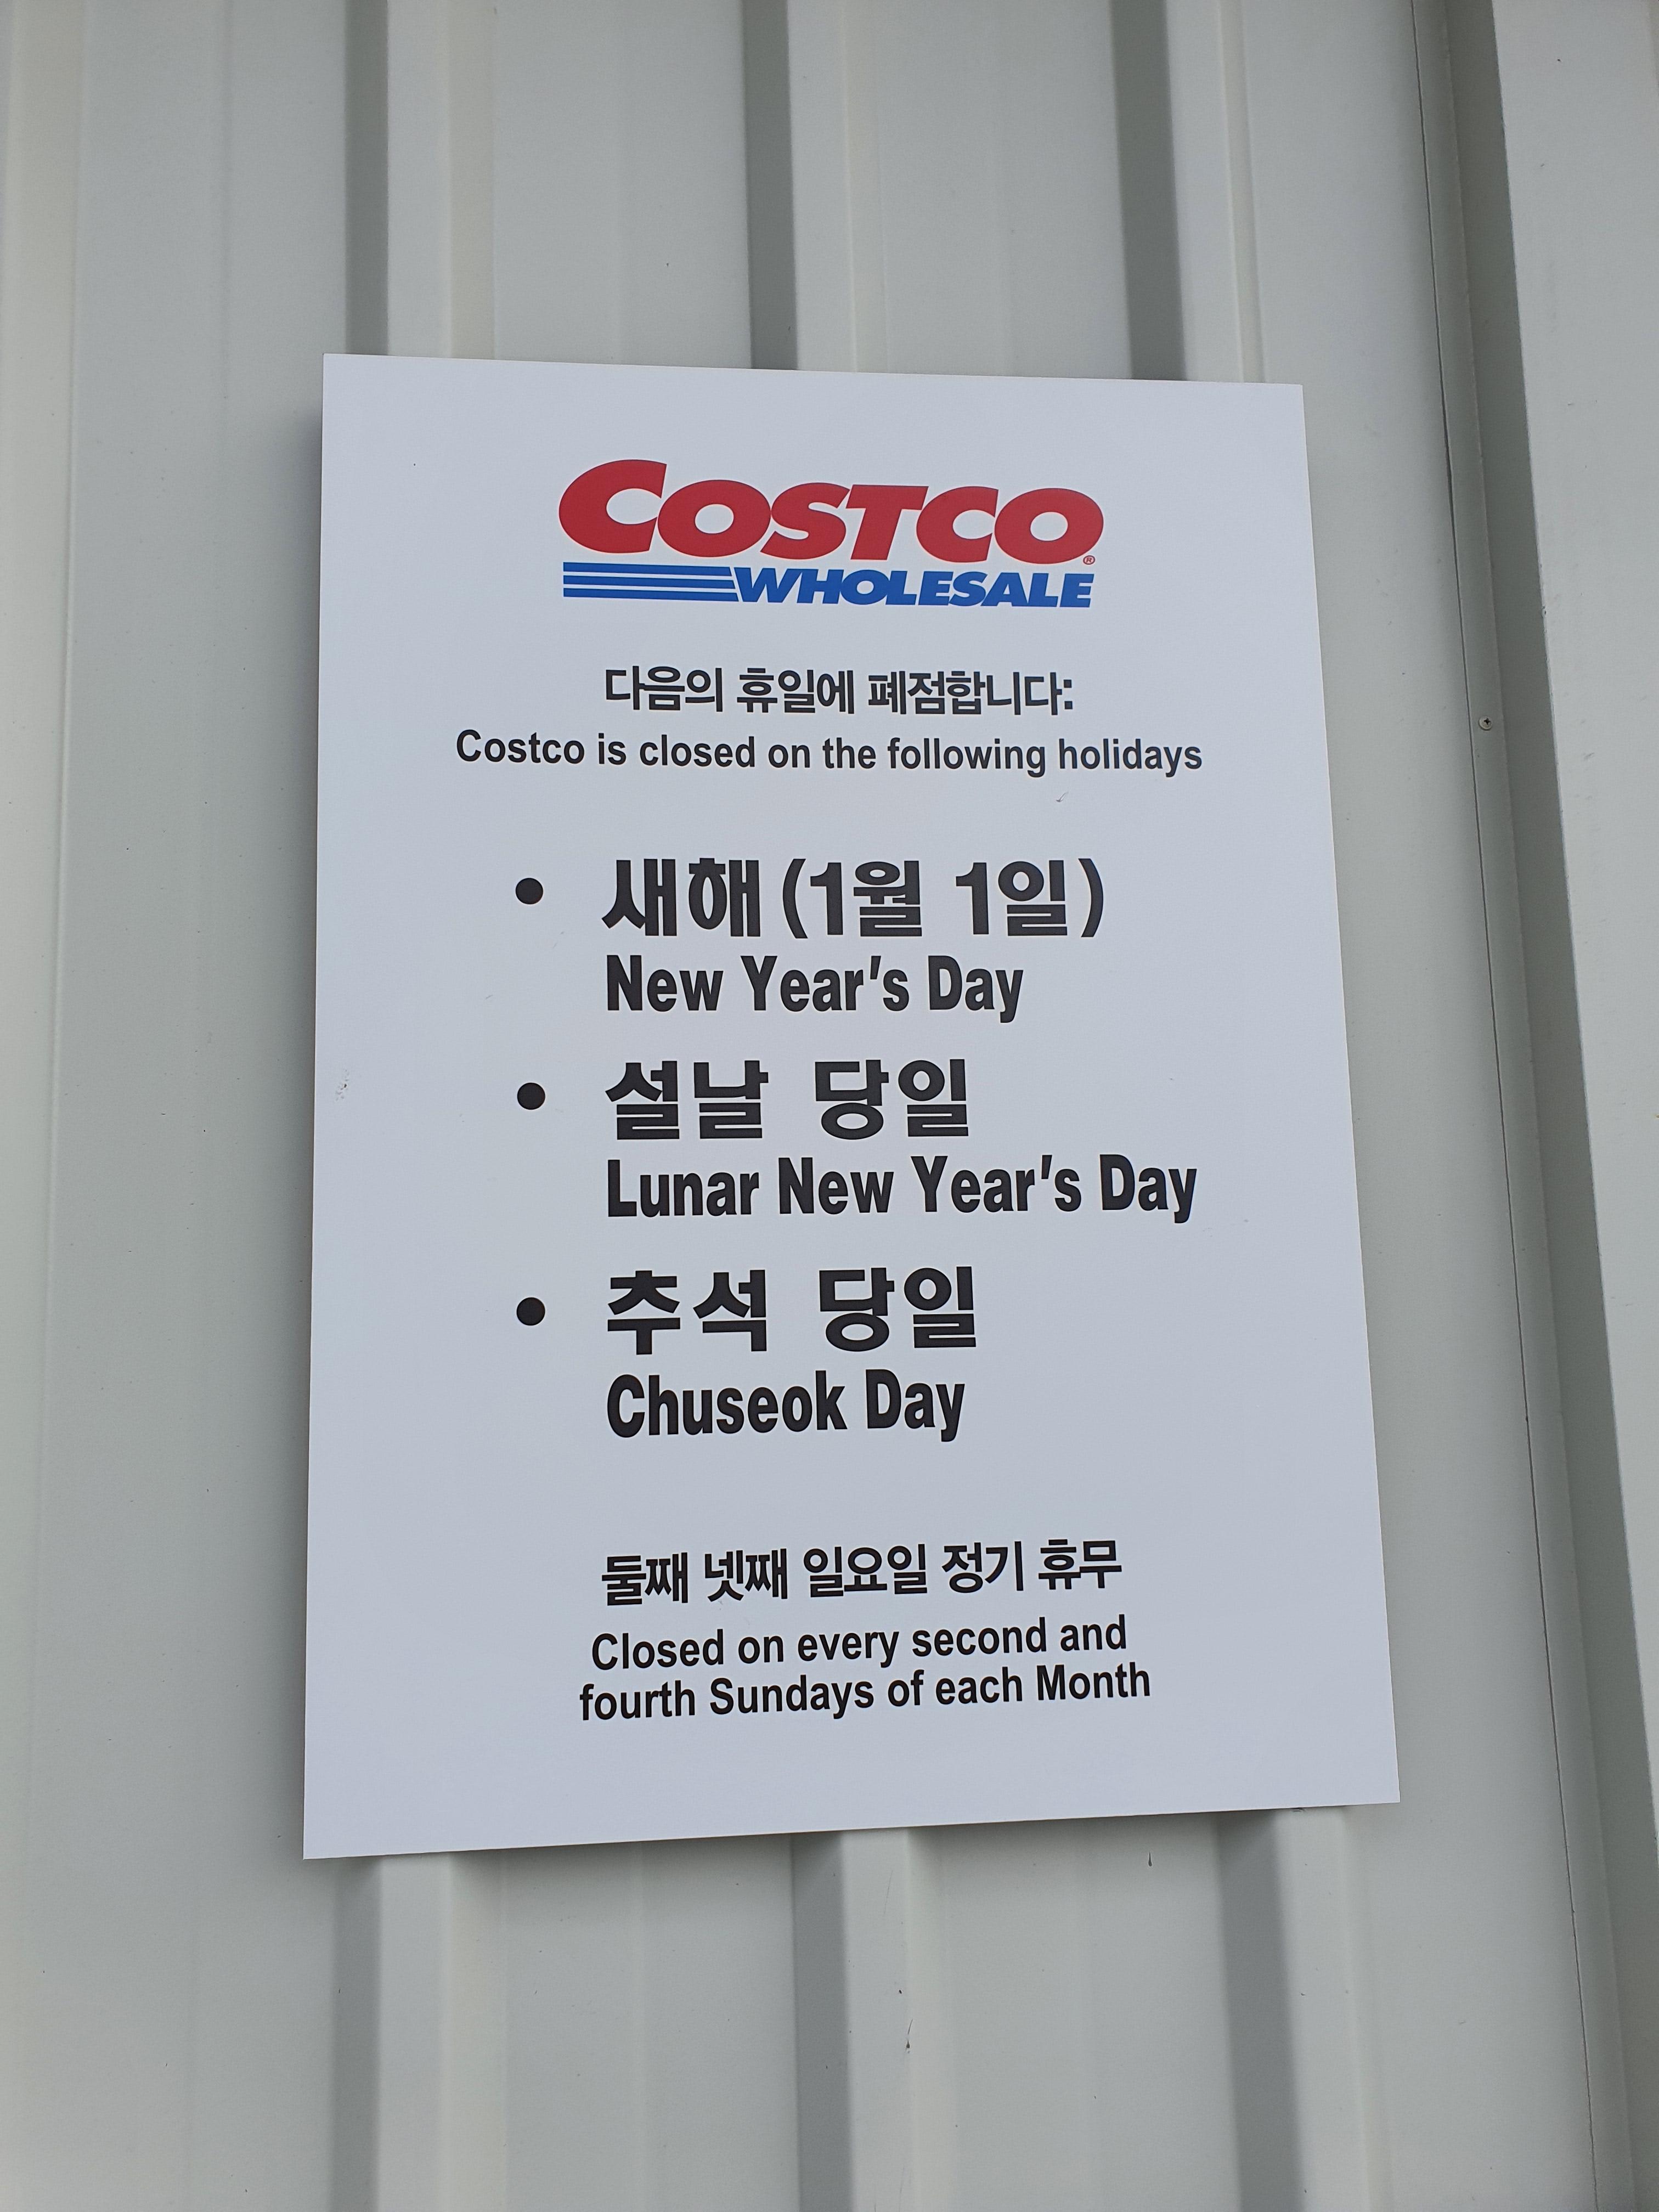 COSTCO
WHOLESALE
다음의 휴일에 폐점합니다:
Costco is closed on the following holidays
• 새해 (1월 1일)
New Year's Day
• 설날 당일
Lunar New Year's Day
• 추석 당일
Chuseok Day
둘째 넷째 일요일 정기 휴무
Closed on every second and
fourth Sundays of each Month